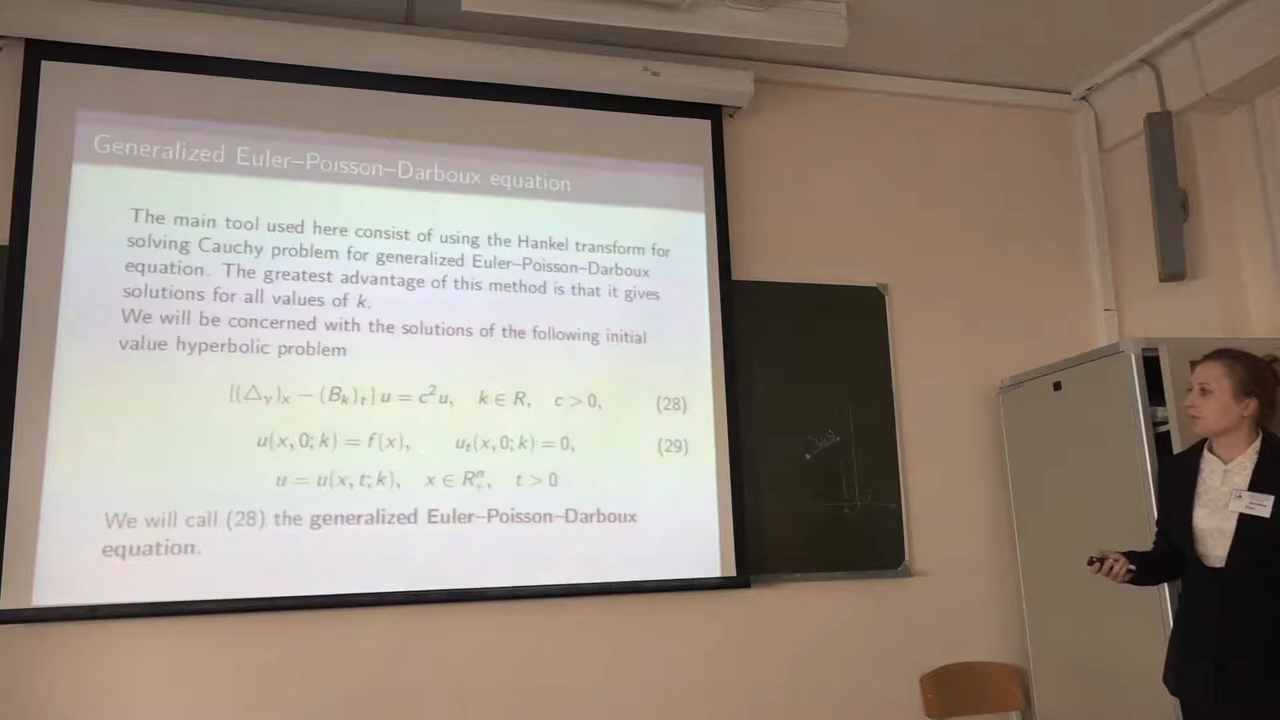 Generalized Euler–Poisson–Darboux equation
The main tool used here consist of using the Hankel transform for
solving Cauchy problem for generalized Euler–Poisson–Darboux
equation. The greatest advantage of this method is that it gives
solutions for all values of k.
We will be concerned with the solutions of the following initial
value hyperbolic problem
[(△γ)ₓ − (Bₖ)ₜ] u = c²u, k ∈ R, c > 0, (28)
u(x, 0; k) = f(x), uₜ(x, 0; k) = 0, (29)
u = u(x, t; k), x ∈ Rⁿ₊, t > 0
We will call (28) the generalized Euler–Poisson–Darboux
equation.